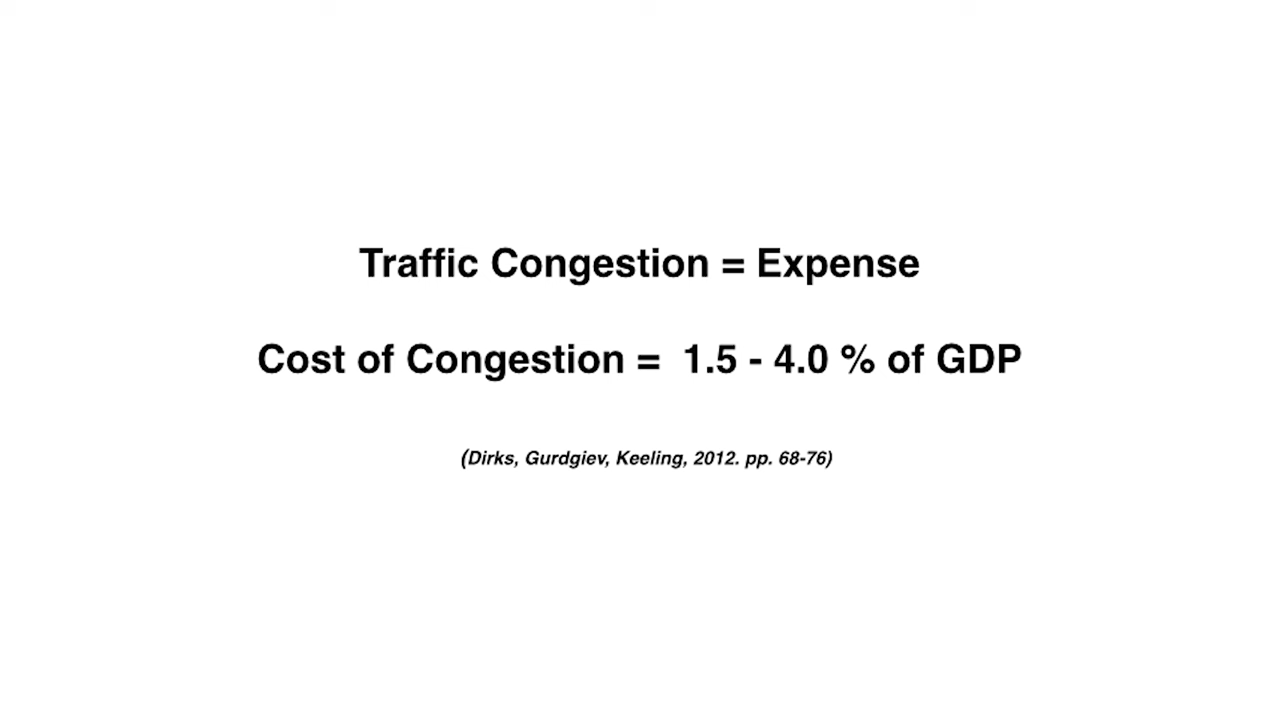 Traffic Congestion = Expense
Cost of Congestion = 1.5 - 4.0 % of GDP
(Dirks, Gurdgiev, Keeling, 2012. pp. 68-76)